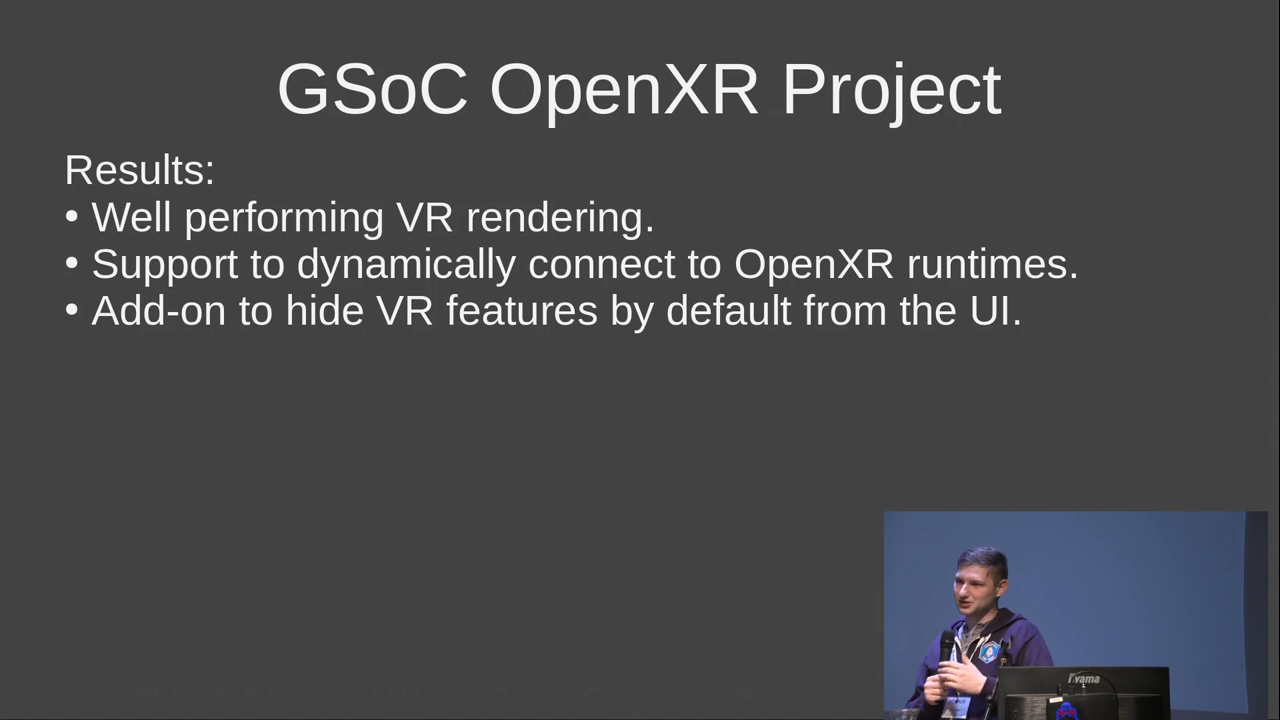 GSoC OpenXR Project
Results:
• Well performing VR rendering.
• Support to dynamically connect to OpenXR runtimes.
• Add-on to hide VR features by default from the UI.
iiyama